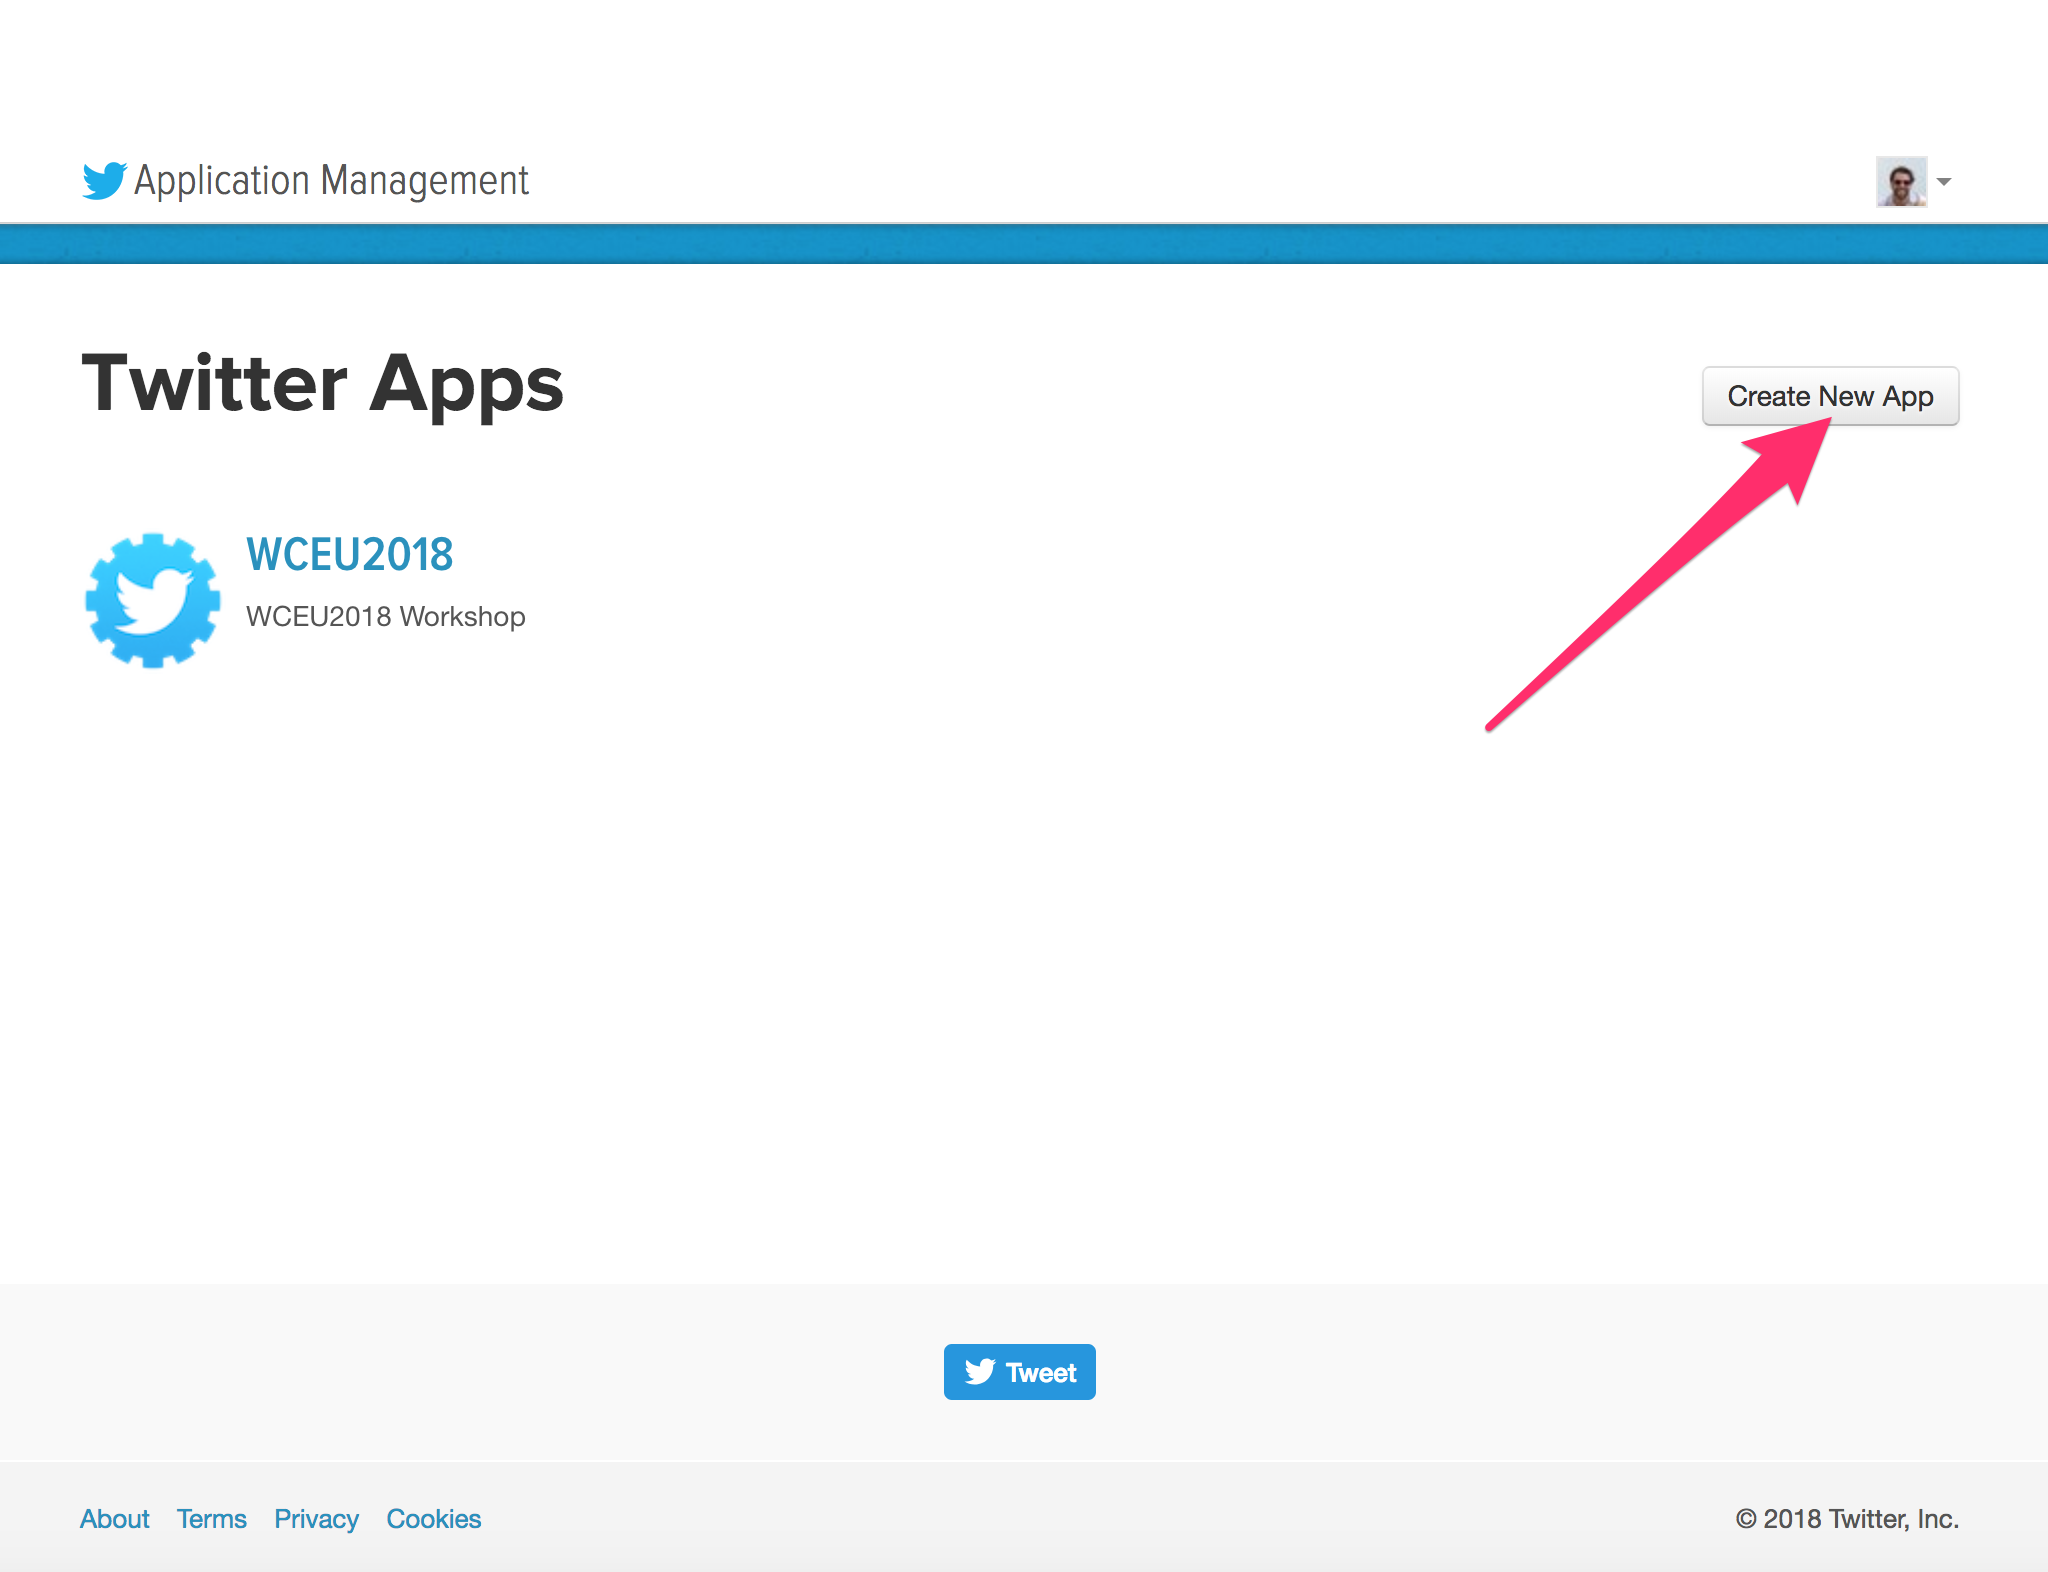 Application Management
Twitter Apps
Create New App
WCEU2018
WCEU2018 Workshop
Tweet
About Terms Privacy Cookies
© 2018 Twitter, Inc.